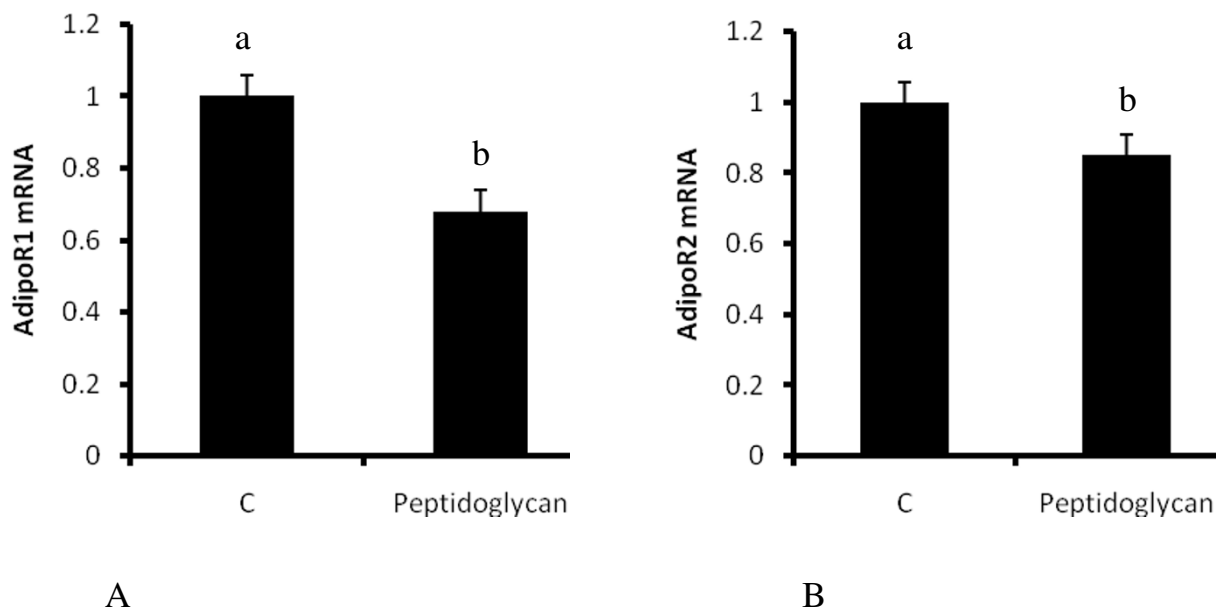 1.2
1
0.8
0.6
0.4
0.2
0
AdipoR1 mRNA
a
b
C Peptidoglycan
A
1.2
1
0.8
0.6
0.4
0.2
0
AdipoR2 mRNA
a
b
C Peptidoglycan
B